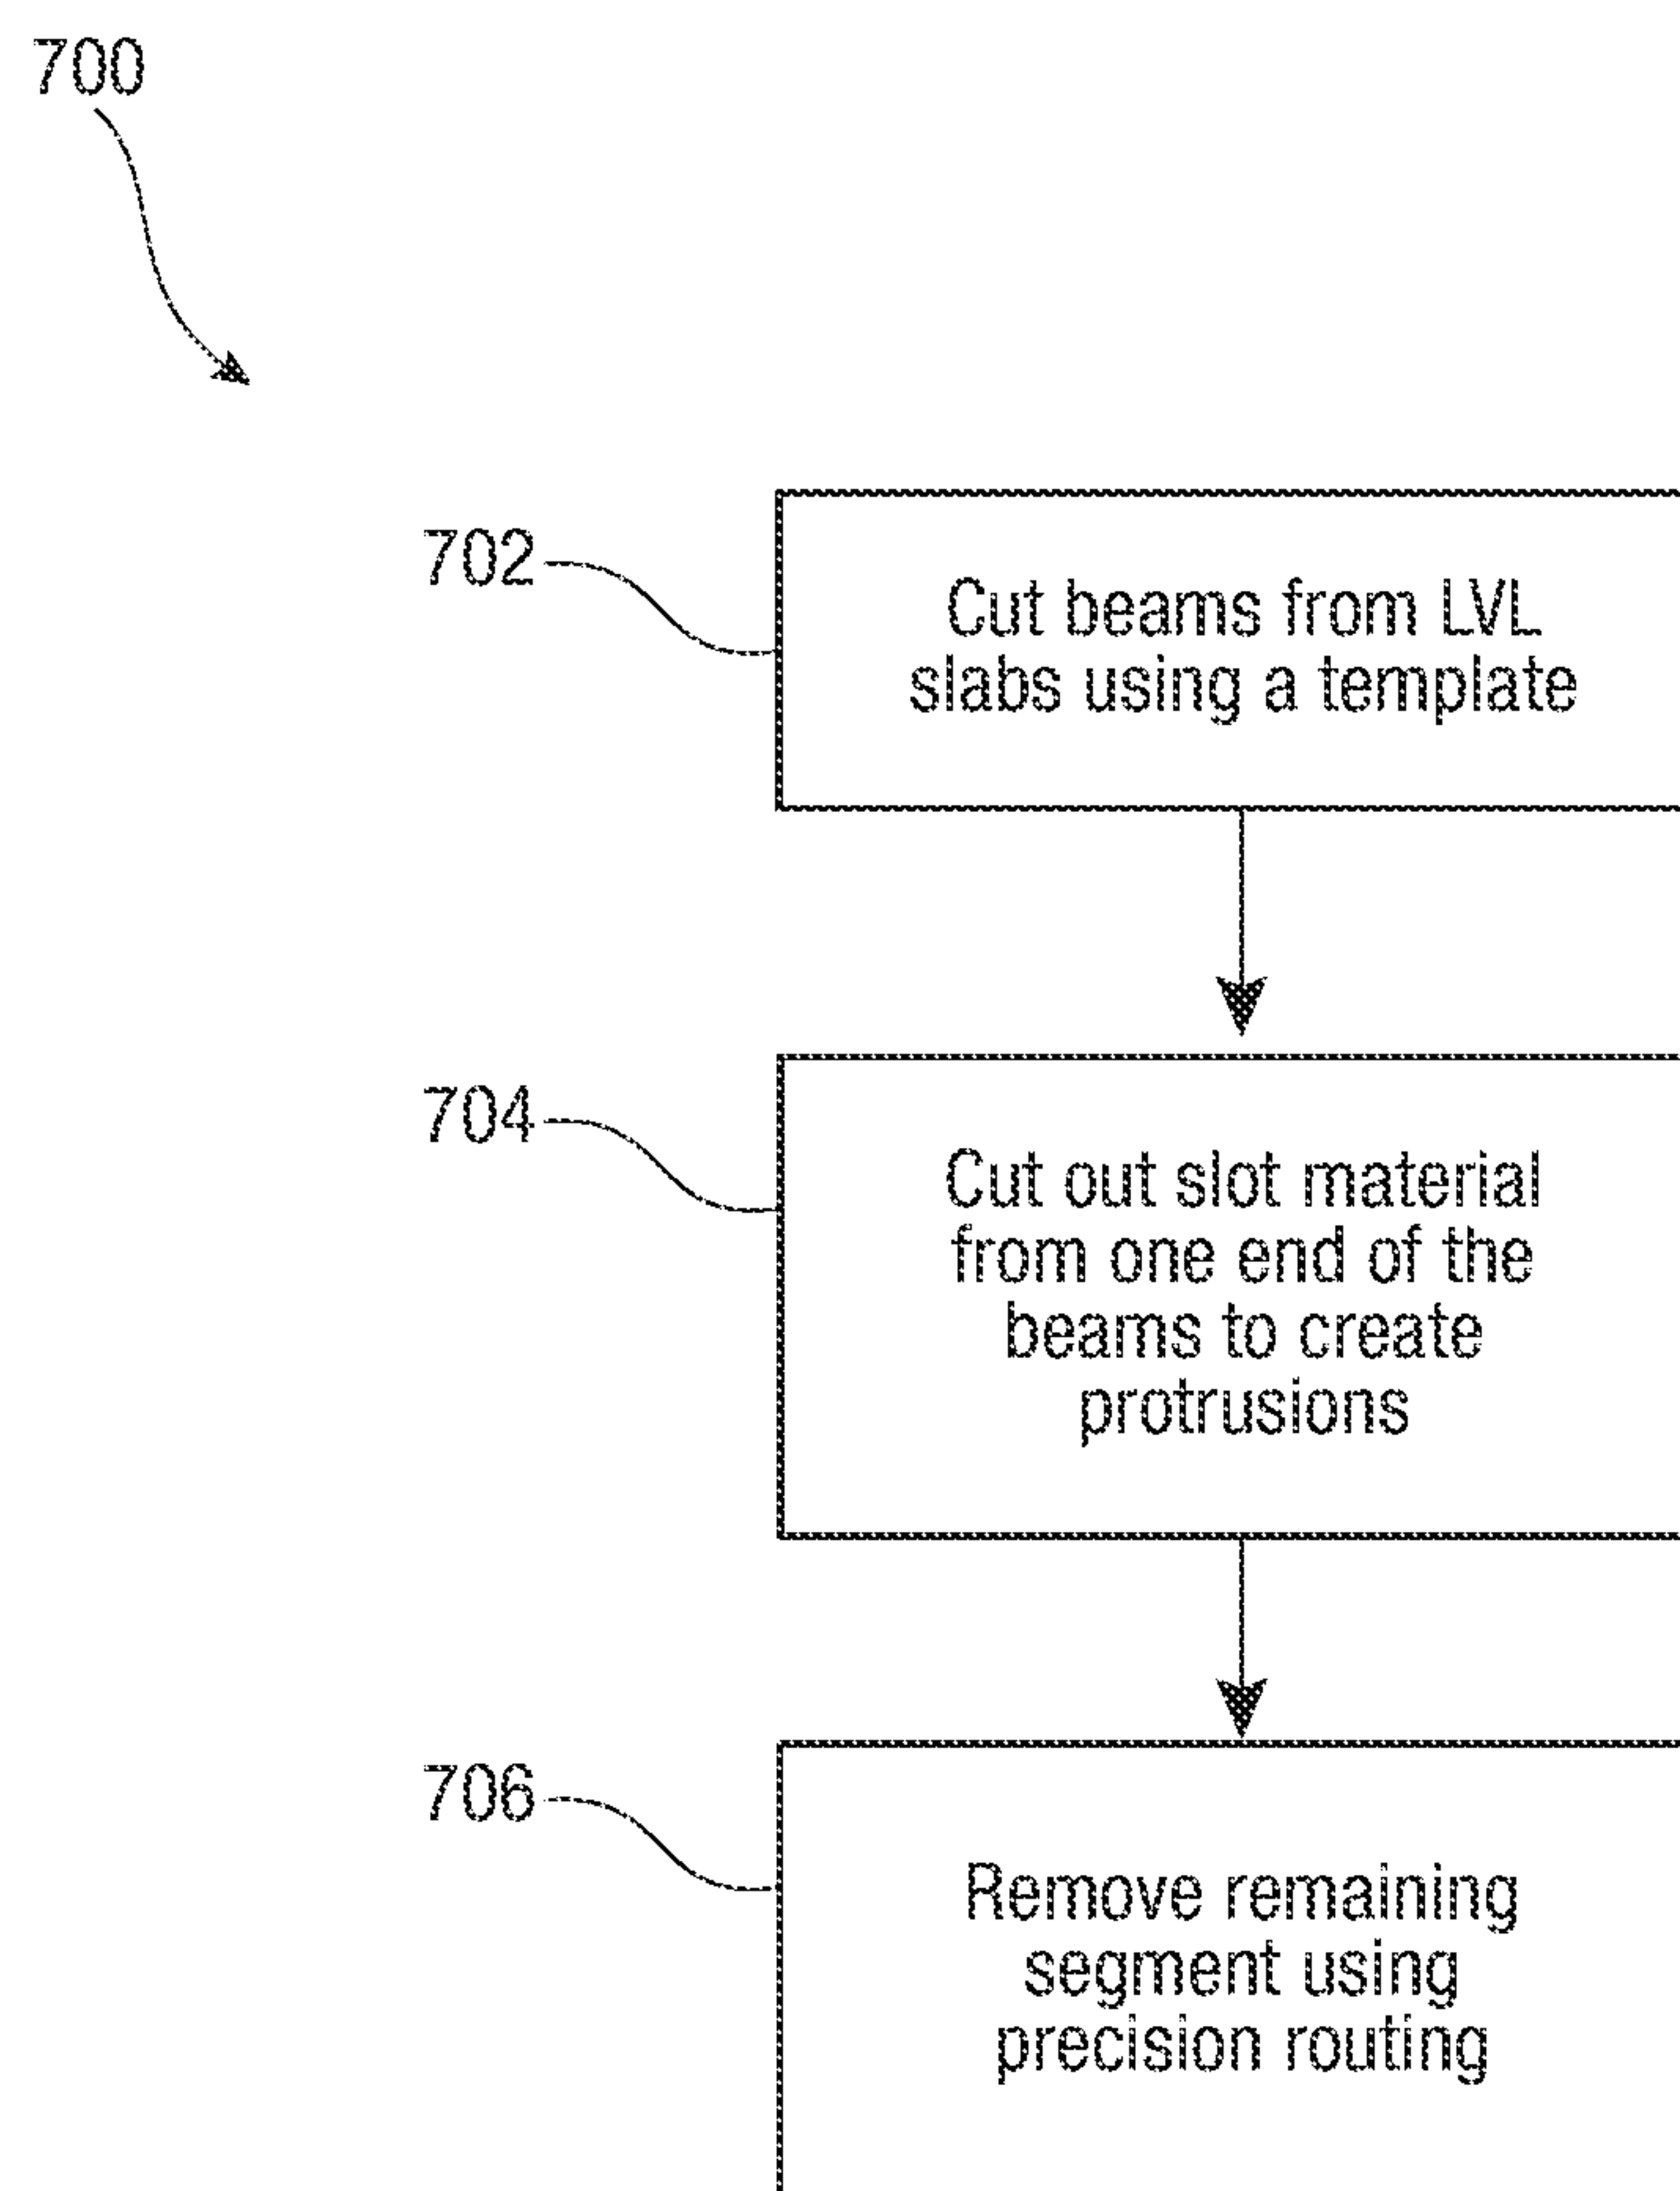 700
702
Cut beams from LVL
slabs using a template
704
Cut out slot material
from one end of the
beams to create
protrusions
706
Remove remaining
segment using
precision routing